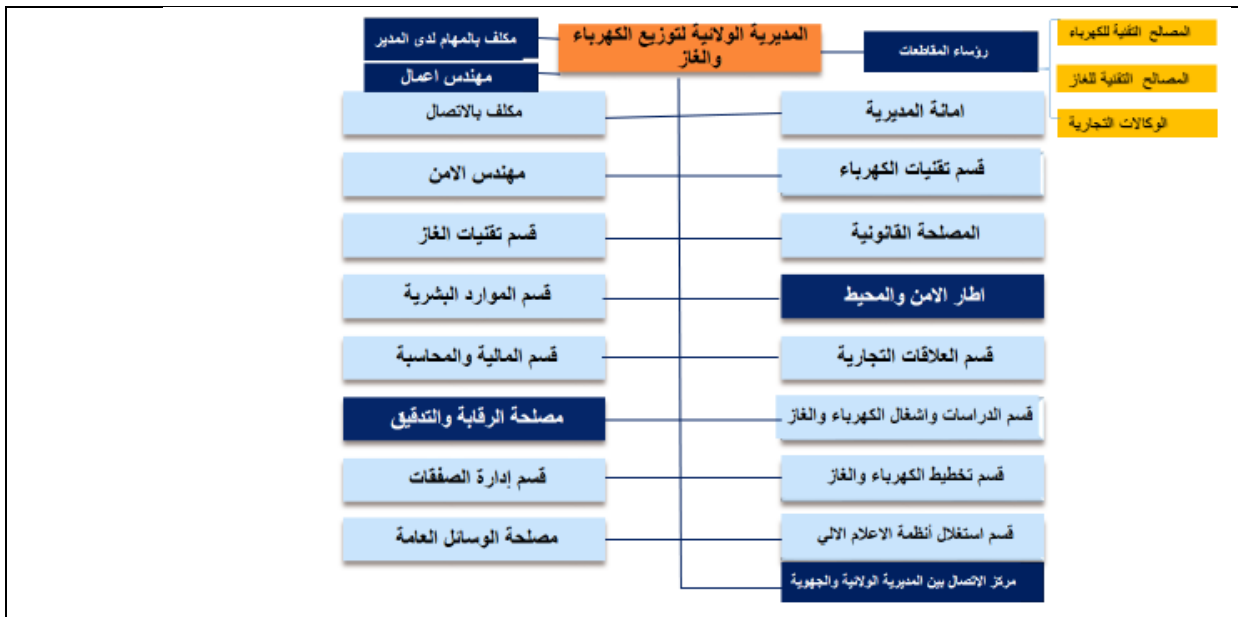 المصالح التقنية للكهرباء
المصالح التقنية للغاز
الوكالات التجارية
رؤساء المقاطعات
المديرية الولائية لتوزيع الكهرباء
والغاز
مكلف بالمهام لدى المدير
مهندس اعمال
امانة المديرية
مكلف بالاتصال
قسم تقنيات الكهرباء
مهندس الامن
المصلحة القانونية
قسم تقنيات الغاز
اطار الامن والمحيط
قسم الموارد البشرية
قسم العلاقات التجارية
قسم المالية والمحاسبة
قسم الدراسات واشغال الكهرباء والغاز
مصلحة الرقابة والتدقيق
قسم تخطيط الكهرباء والغاز
قسم إدارة الصفقات
قسم استغلال أنظمة الاعلام الالي
مصلحة الوسائل العامة
مركز الاتصال بين المديرية الولائية والجهوية